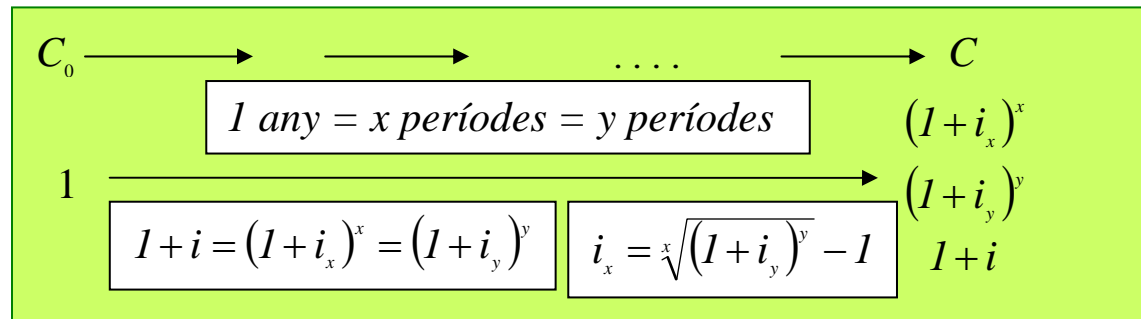 C₀ → → .... → C
1 any = x períodes = y períodes
(1 + iₓ)ˣ
1 → (1 + i_y)^y
1 + i = (1 + iₓ)ˣ = (1 + i_y)^y
iₓ = ˣ√((1 + i_y)^y) − 1
1 + i